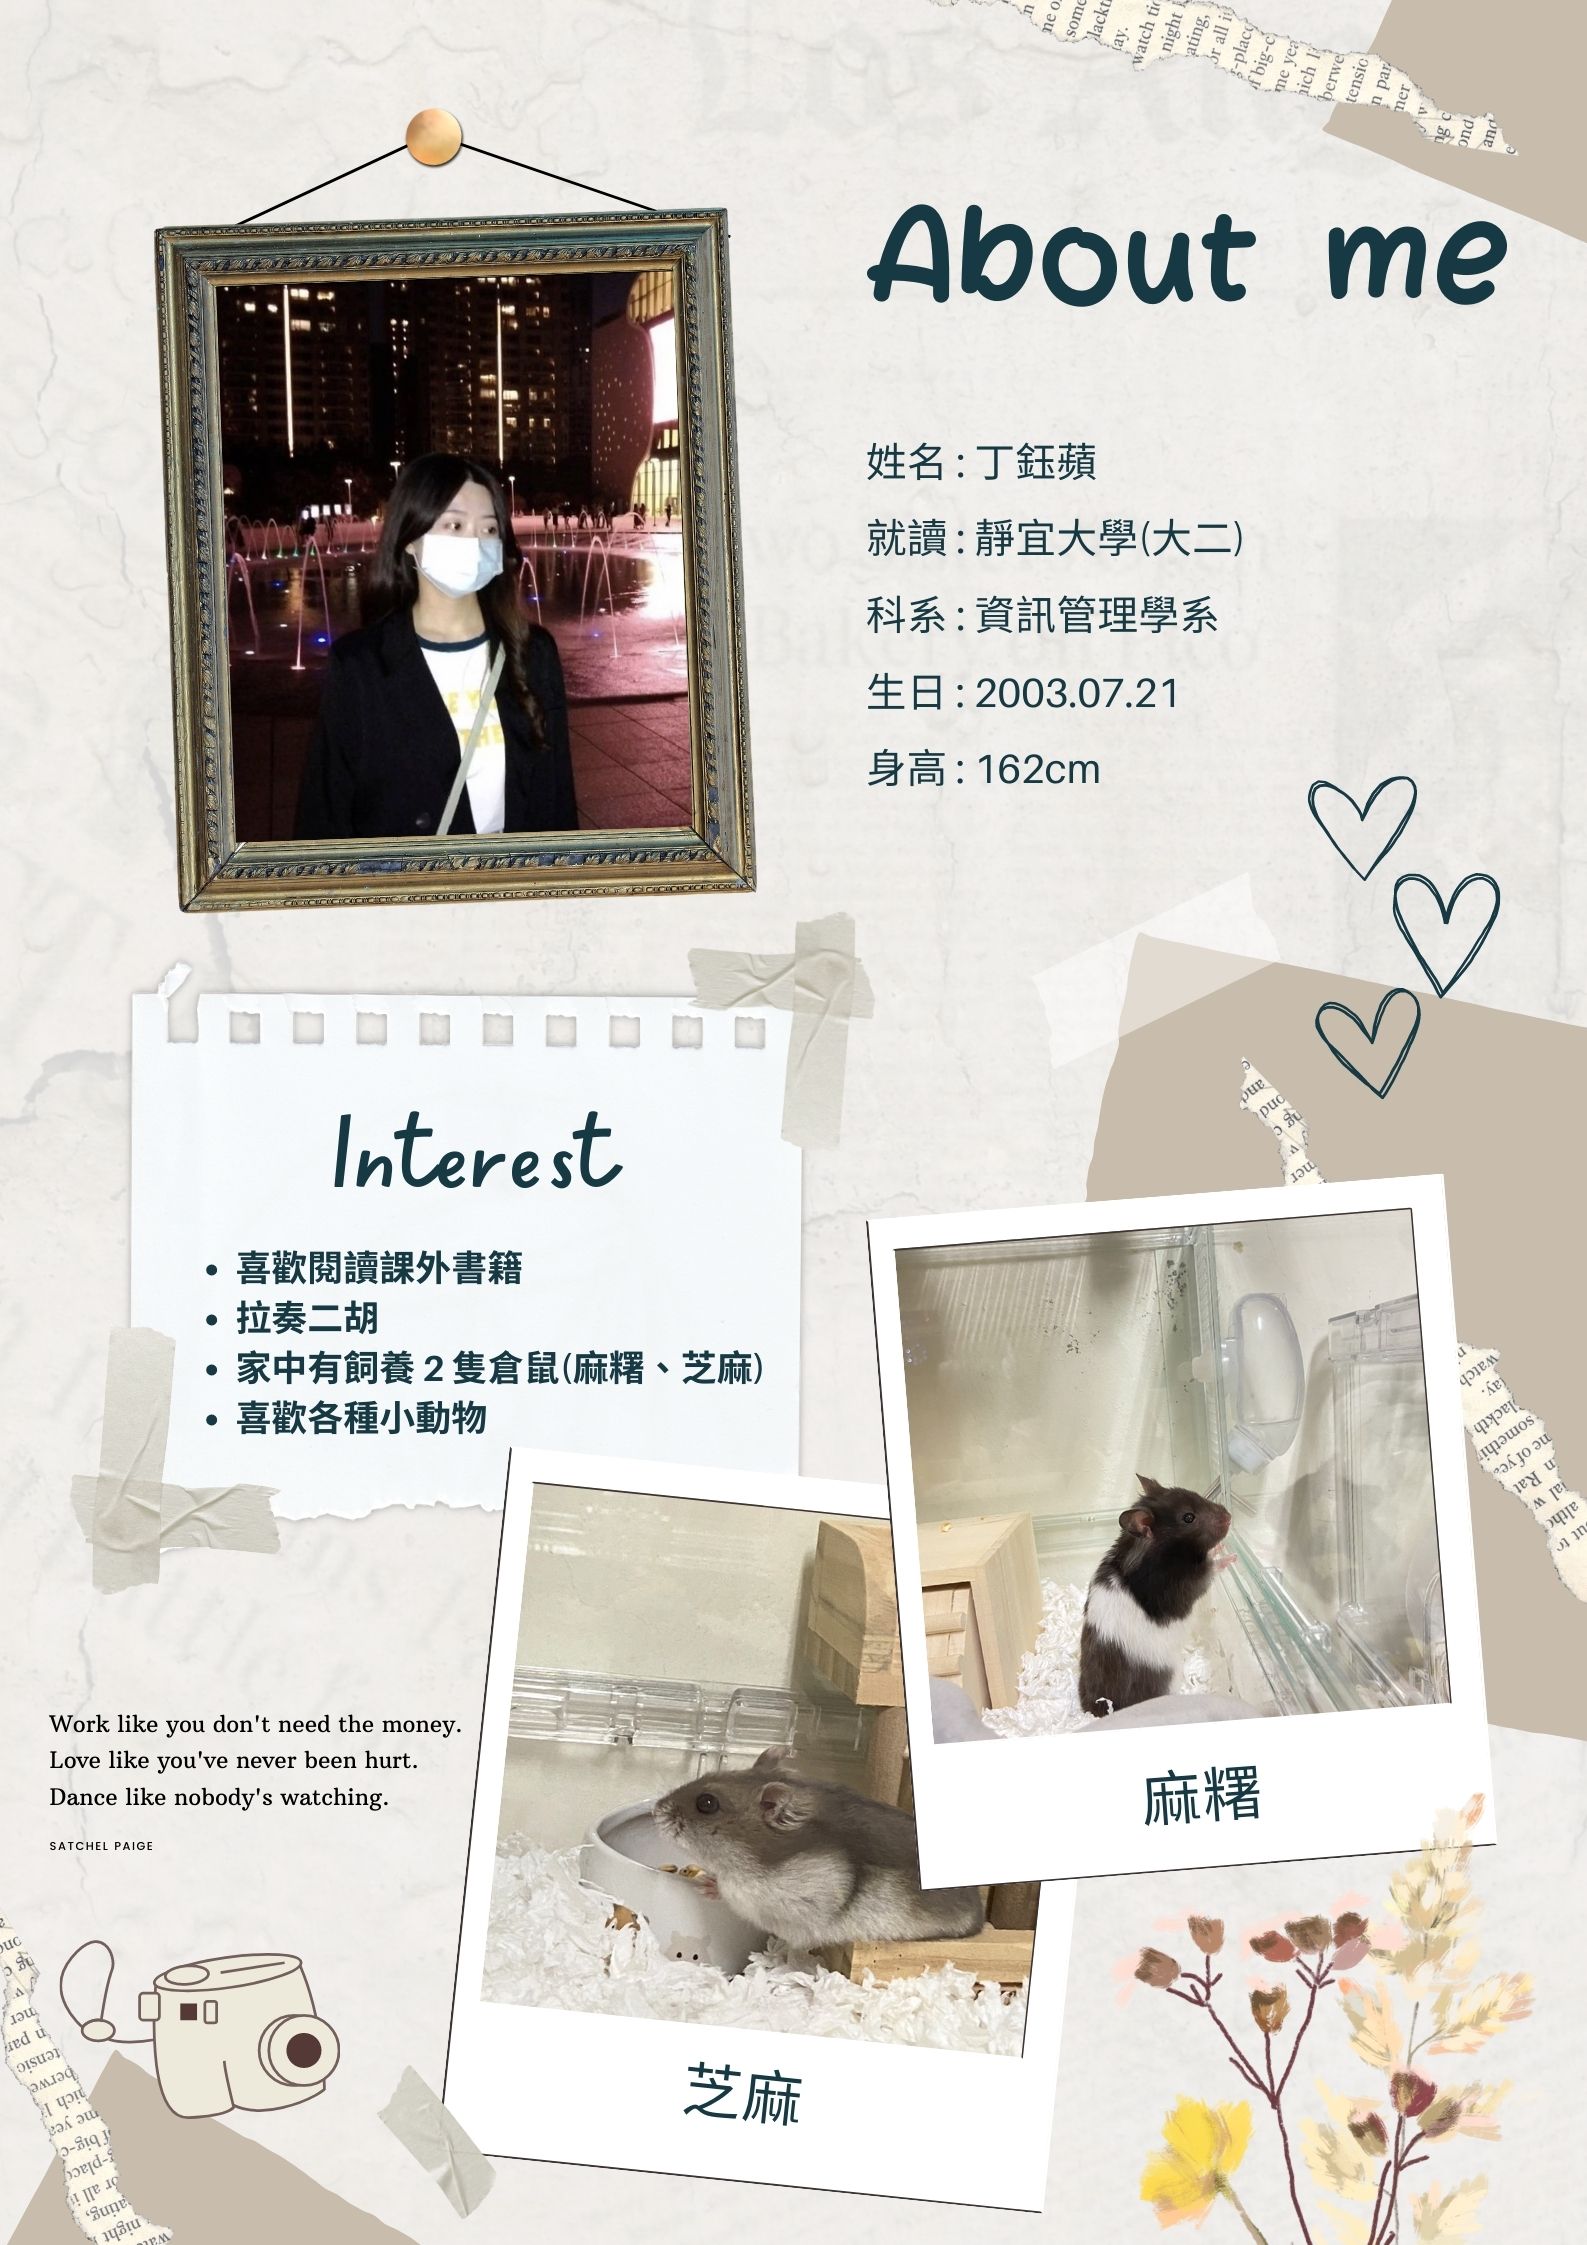 About me
姓名 : 丁鈺蘋
就讀 : 靜宜大學(大二)
科系 : 資訊管理學系
生日 : 2003.07.21
身高 : 162cm
Interest
• 喜歡閱讀課外書籍
• 拉奏二胡
• 家中有飼養 2 隻倉鼠(麻糬、芝麻)
• 喜歡各種小動物
麻糬
芝麻
Work like you don't need the money.
Love like you've never been hurt.
Dance like nobody's watching.
SATCHEL PAIGE